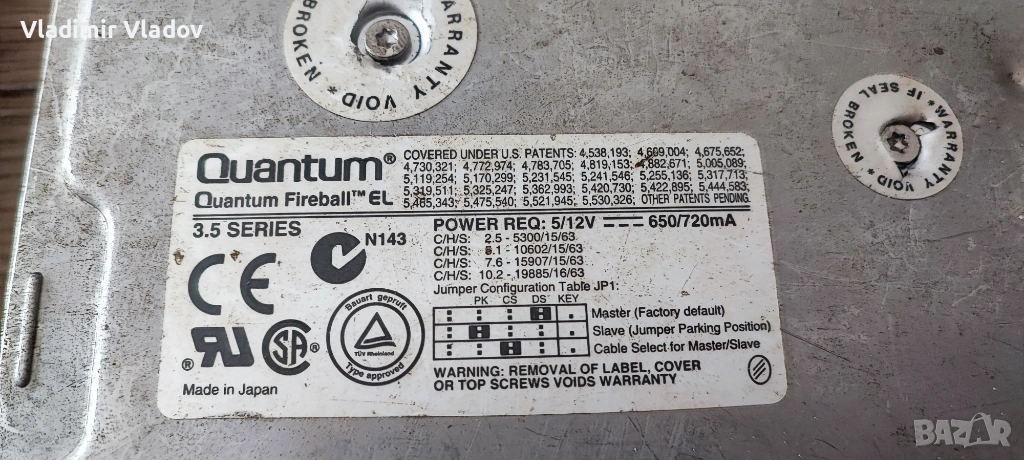 Vladimir Vladov
BROKEN * WARRANTY VOID *
* IF SEAL BROKEN * WARRANTY
Quantum®
Quantum Fireball™ EL
3.5 SERIES
COVERED UNDER U.S. PATENTS: 4,538,193; 4,669,004; 4,675,652;
4,730,321; 4,772,974; 4,783,705; 4,819,153; 4,882,671; 5,005,089;
5,119,254; 5,170,299; 5,231,545; 5,241,546; 5,255,136; 5,317,713;
5,319,511; 5,325,247; 5,362,993; 5,420,730; 5,422,895; 5,444,583;
5,465,343; 5,475,540; 5,521,945; 5,530,326; OTHER PATENTS PENDING.
POWER REQ: 5/12V 650/720mA
C/H/S: 2.5 - 5300/15/63
C/H/S: 5.1 - 10602/15/63
C/H/S: 7.6 - 15907/15/63
C/H/S: 10.2 - 19885/16/63
Jumper Configuration Table JP1:
PK CS DS KEY
Master (Factory default)
Slave (Jumper Parking Position)
Cable Select for Master/Slave
WARNING: REMOVAL OF LABEL, COVER
OR TOP SCREWS VOIDS WARRANTY
N143
CE
Bauart geprüft
TÜV Rheinland
Type approved
® SA ®
Made in Japan
BAZAR